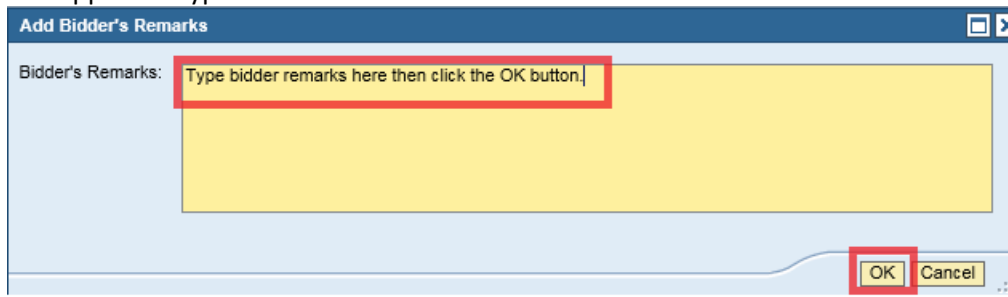 Add Bidder's Remarks
Bidder's Remarks: Type bidder remarks here then click the OK button.
OK Cancel